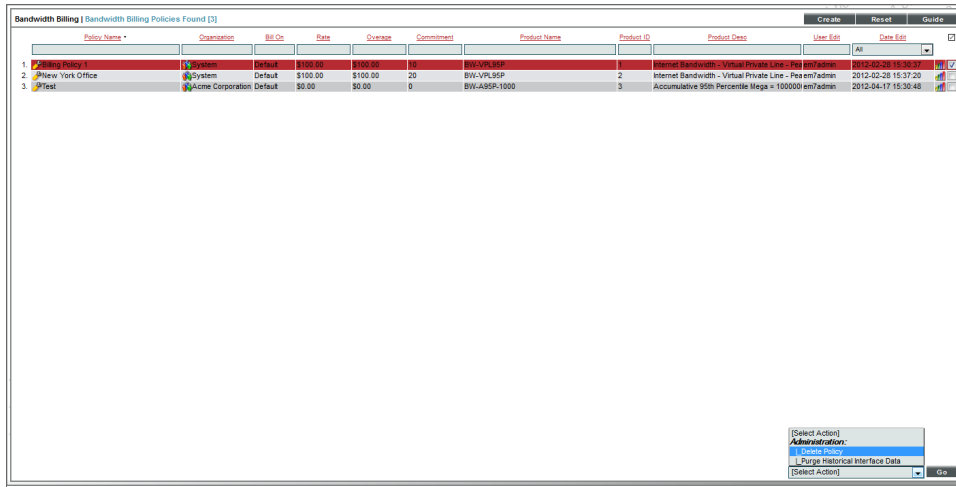 Bandwidth Billing | Bandwidth Billing Policies Found [3] Create Reset Guide
Policy Name • Organization Bill On Rate Overage Commitment Product Name Product ID Product Desc User Edit Date Edit
All
1. Billing Policy 1 System Default $100.00 $100.00 10 BW-VPL95P 1 Internet Bandwidth - Virtual Private Line - Pea em7admin 2012-02-28 15:30:37
2. New York Office System Default $100.00 $100.00 20 BW-VPL95P 2 Internet Bandwidth - Virtual Private Line - Pea em7admin 2012-02-28 15:37:20
3. Test Acme Corporation Default $0.00 $0.00 0 BW-A95P-1000 3 Accumulative 95th Percentile Mega = 100000 em7admin 2012-04-17 15:30:48
[Select Action]
Administration:
|_Delete Policy
|_Purge Historical Interface Data
[Select Action] Go